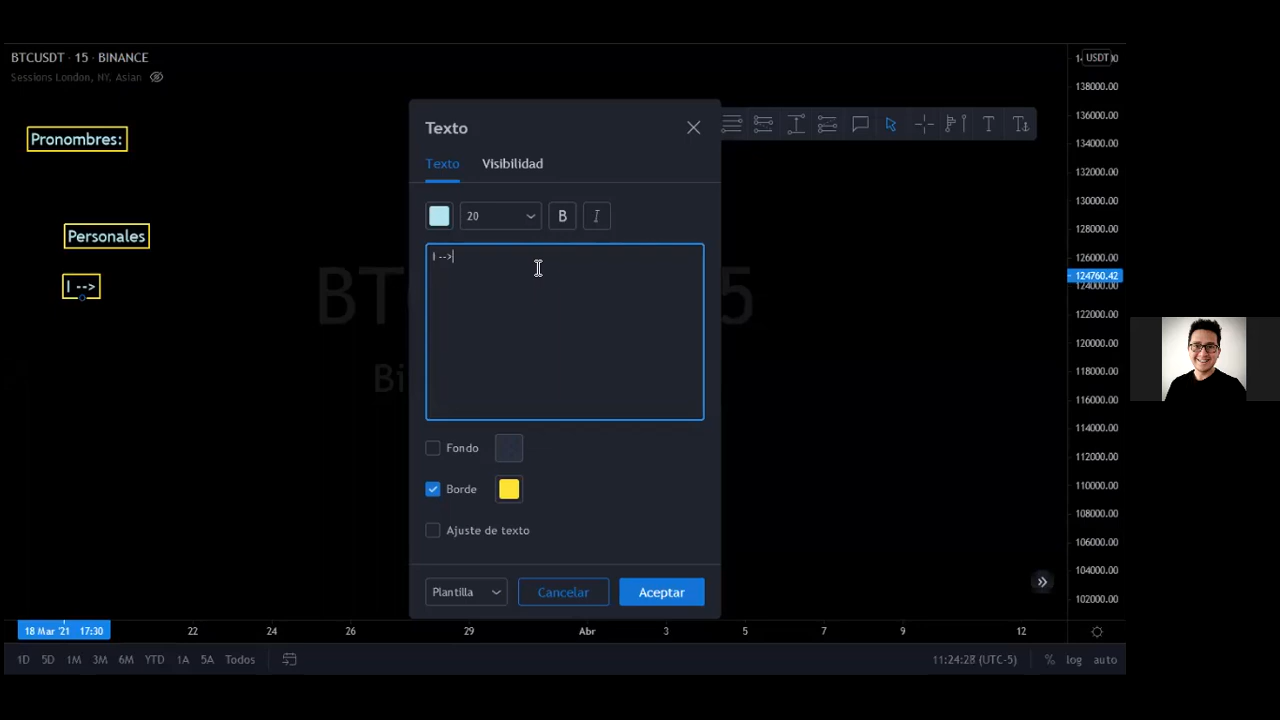 BTCUSDT · 15 · BINANCE
Sessions London, NY, Asian
USDT
138000.00
136000.00
134000.00
132000.00
130000.00
128000.00
126000.00
124760.42
124000.00
122000.00
120000.00
118000.00
116000.00
114000.00
112000.00
110000.00
108000.00
106000.00
104000.00
102000.00
Pronombres:
Personales
I -->
Texto
Texto Visibilidad
20 B I
I -->
Fondo
Borde
Ajuste de texto
Plantilla Cancelar Aceptar
18 Mar '21 17:30 22 24 26 29 Abr 3 5 7 9 12
1D 5D 1M 3M 6M YTD 1A 5A Todos 11:24:28 (UTC-5) % log auto